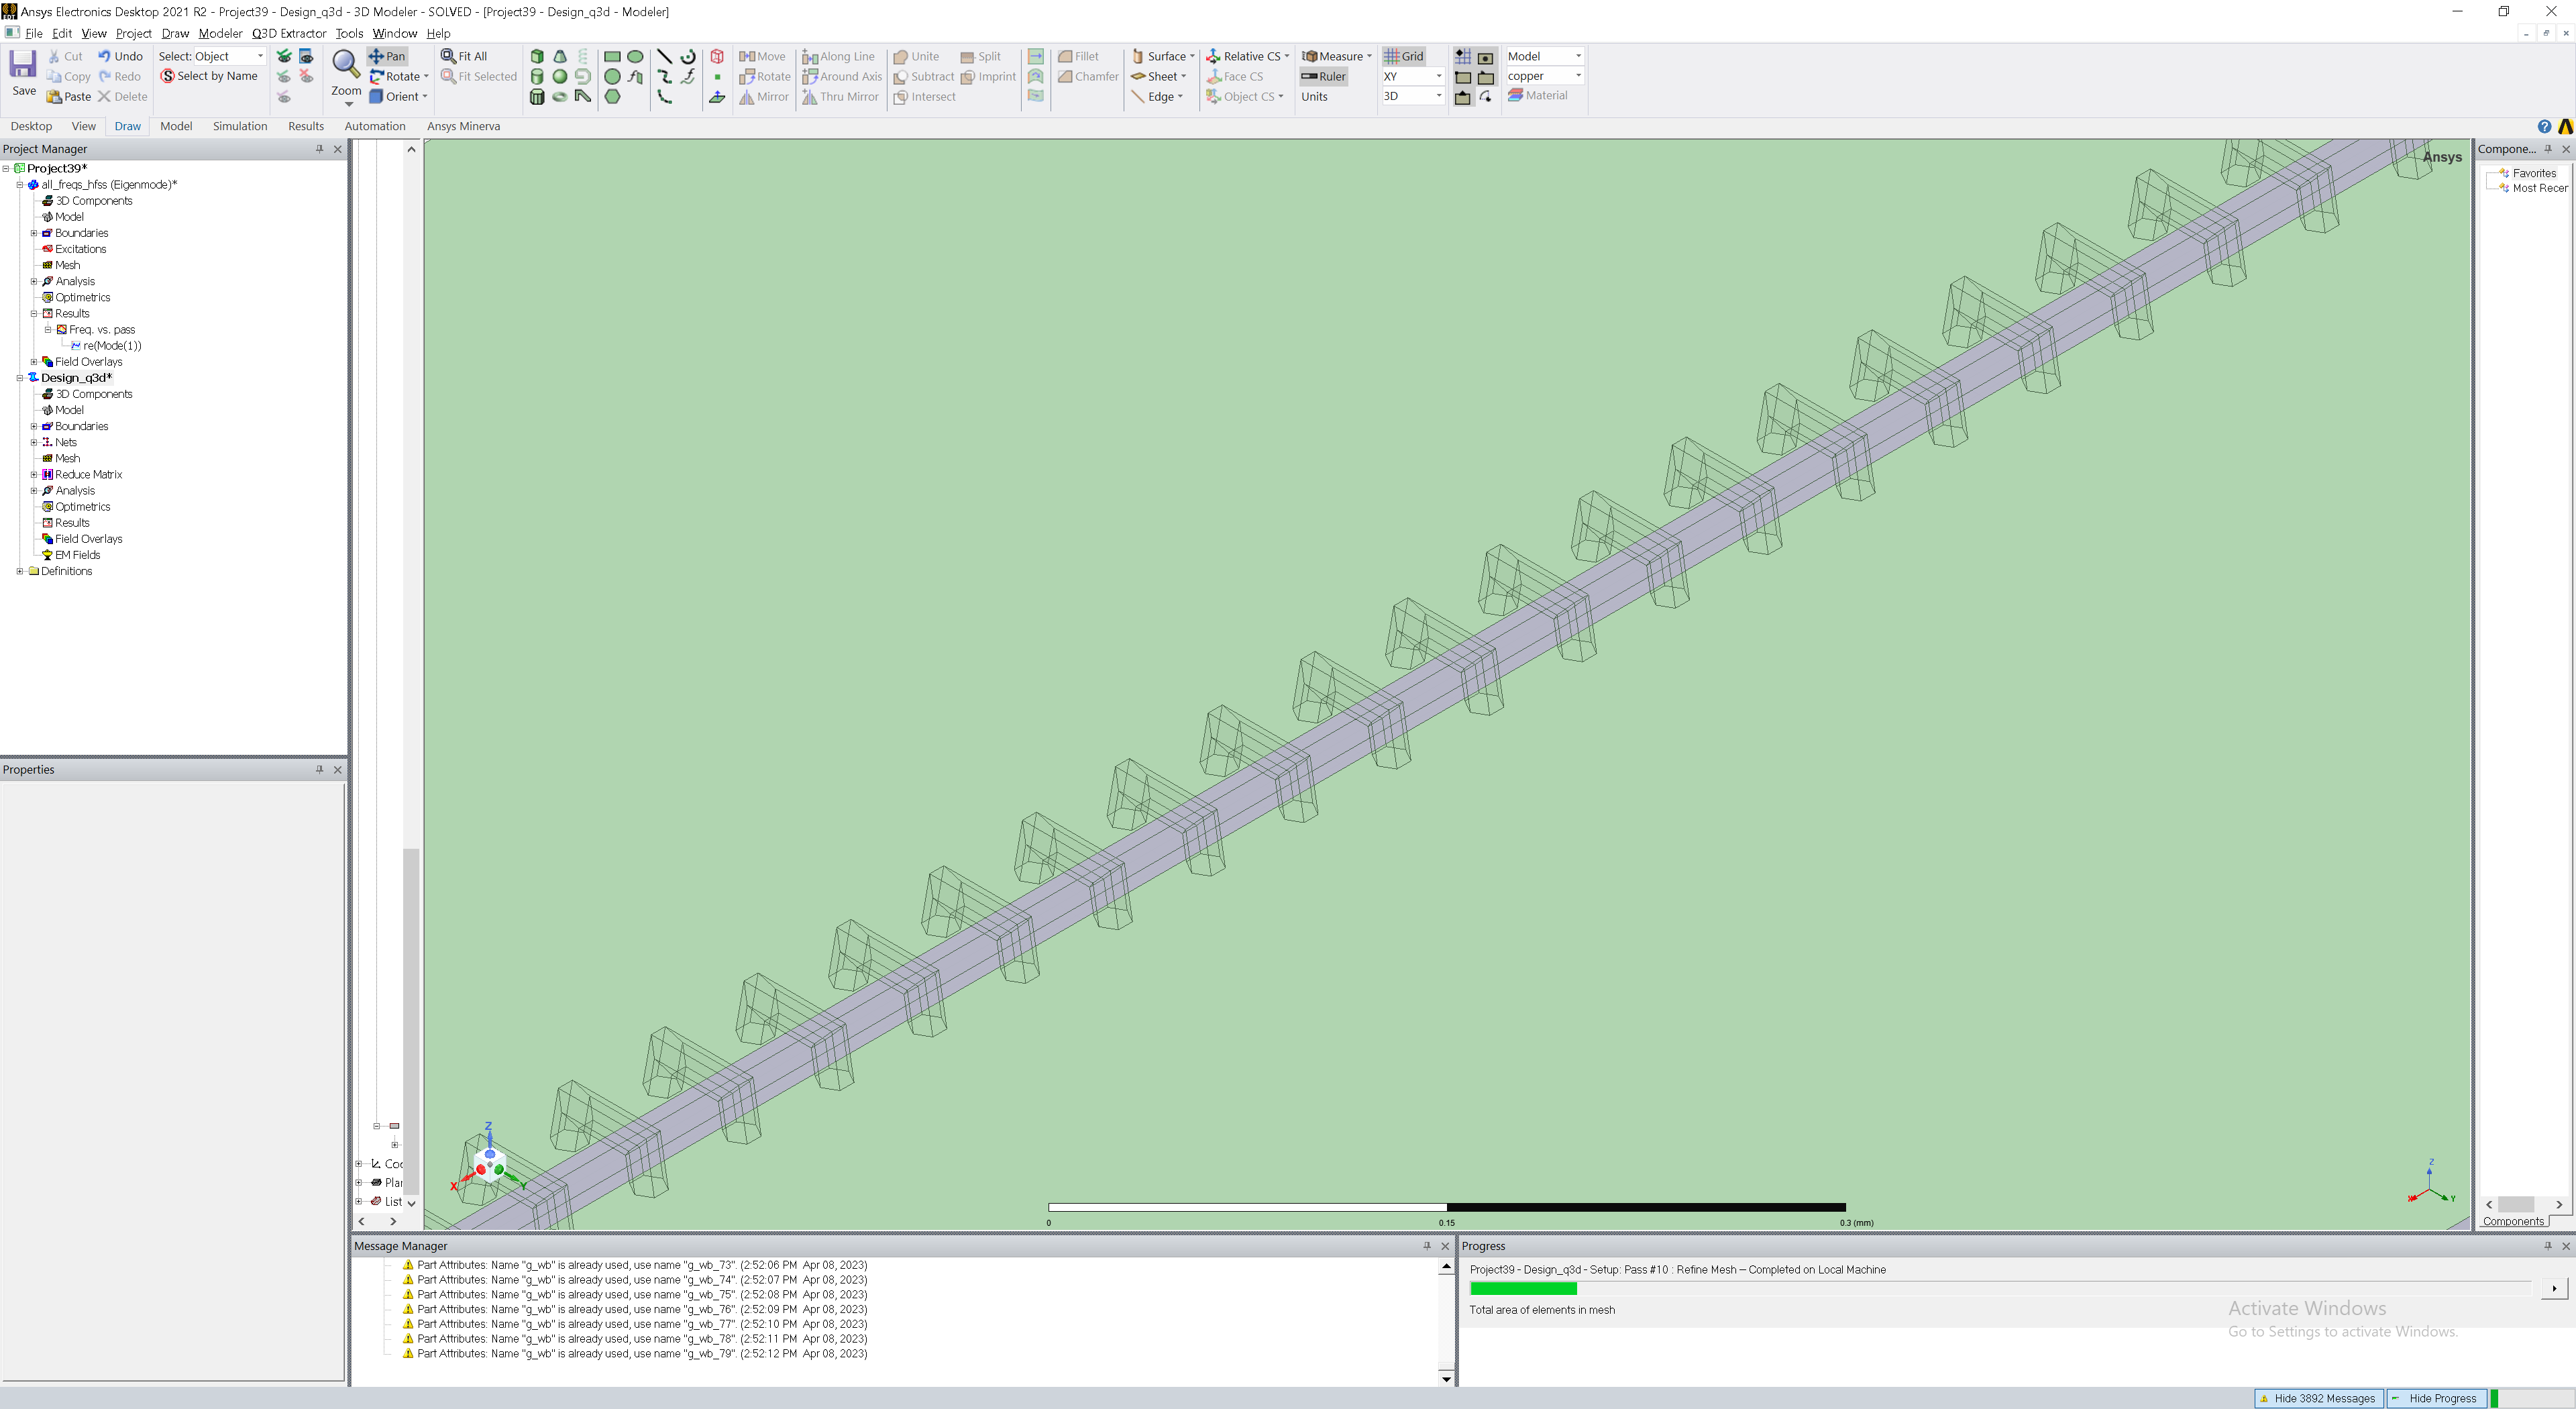 Ansys Electronics Desktop 2021 R2 - Project39 - Design_q3d - 3D Modeler - SOLVED - [Project39 - Design_q3d - Modeler]
File Edit View Project Draw Modeler Q3D Extractor Tools Window Help
Save
Cut
Copy
Paste
Undo
Redo
Delete
Select: Object
Select by Name
Zoom
Pan
Rotate
Orient
Fit All
Fit Selected
Move
Rotate
Mirror
Along Line
Around Axis
Thru Mirror
Unite
Subtract
Intersect
Split
Imprint
Fillet
Chamfer
Surface
Sheet
Edge
Relative CS
Face CS
Object CS
Measure
Ruler
Units
Grid
XY
3D
Model
copper
Material
Desktop View Draw Model Simulation Results Automation Ansys Minerva
Project Manager
Project39*
all_freqs_hfss (Eigenmode)*
3D Components
Model
Boundaries
Excitations
Mesh
Analysis
Optimetrics
Results
Freq. vs. pass
re(Mode(1))
Field Overlays
Design_q3d*
3D Components
Model
Boundaries
Nets
Mesh
Reduce Matrix
Analysis
Optimetrics
Results
Field Overlays
EM Fields
Definitions
Properties
Coc
Plar
List
Ansys
Z
X
Y
0
0.15
0.3 (mm)
Z
X
Y
Compone...
Favorites
Most Recer
Components
Message Manager
Part Attributes: Name "g_wb" is already used, use name "g_wb_73". (2:52:06 PM Apr 08, 2023)
Part Attributes: Name "g_wb" is already used, use name "g_wb_74". (2:52:07 PM Apr 08, 2023)
Part Attributes: Name "g_wb" is already used, use name "g_wb_75". (2:52:08 PM Apr 08, 2023)
Part Attributes: Name "g_wb" is already used, use name "g_wb_76". (2:52:09 PM Apr 08, 2023)
Part Attributes: Name "g_wb" is already used, use name "g_wb_77". (2:52:10 PM Apr 08, 2023)
Part Attributes: Name "g_wb" is already used, use name "g_wb_78". (2:52:11 PM Apr 08, 2023)
Part Attributes: Name "g_wb" is already used, use name "g_wb_79". (2:52:12 PM Apr 08, 2023)
Progress
Project39 - Design_q3d - Setup: Pass #10 : Refine Mesh – Completed on Local Machine
Total area of elements in mesh
Activate Windows
Go to Settings to activate Windows.
Hide 3892 Messages
Hide Progress